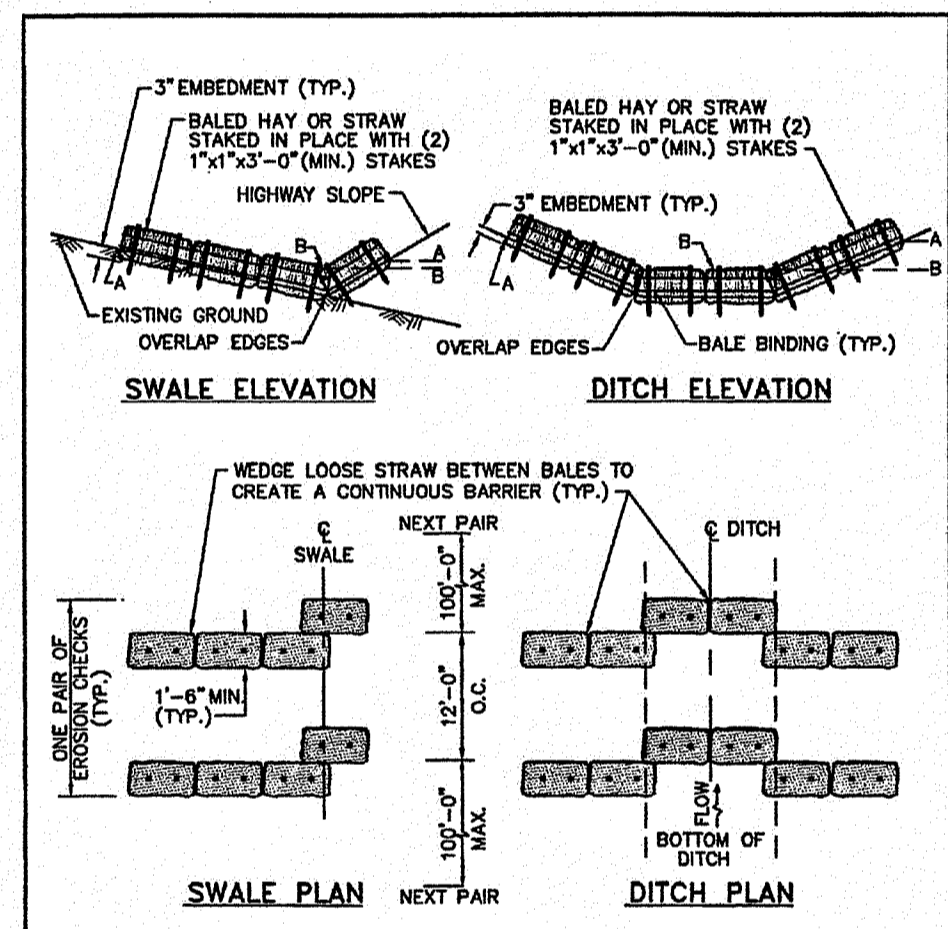 3" EMBEDMENT (TYP.)
BALED HAY OR STRAW
STAKED IN PLACE WITH (2)
1"x1"x3'-0" (MIN.) STAKES
HIGHWAY SLOPE
B
A
B
A
EXISTING GROUND
OVERLAP EDGES
SWALE ELEVATION
BALED HAY OR STRAW
STAKED IN PLACE WITH (2)
1"x1"x3'-0" (MIN.) STAKES
3" EMBEDMENT (TYP.)
B
A
B
A
OVERLAP EDGES
BALE BINDING (TYP.)
DITCH ELEVATION
WEDGE LOOSE STRAW BETWEEN BALES TO
CREATE A CONTINUOUS BARRIER (TYP.)
℄
SWALE
ONE PAIR OF
EROSION CHECKS
(TYP.)
1'-6" MIN.
(TYP.)
SWALE PLAN
NEXT PAIR
100'-0"
MAX.
12'-0"
O.C.
100'-0"
MAX.
NEXT PAIR
℄ DITCH
FLOW
BOTTOM OF
DITCH
DITCH PLAN